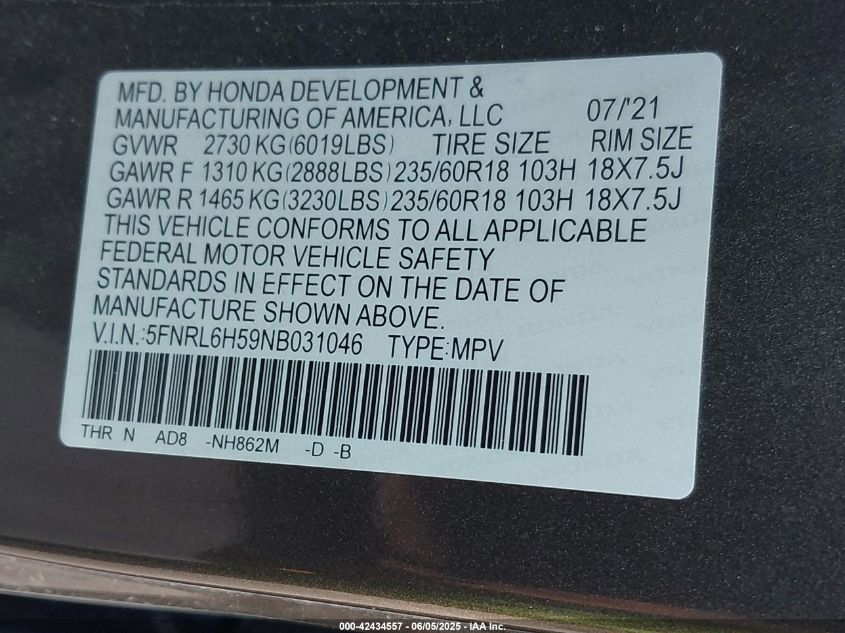 MFD. BY HONDA DEVELOPMENT &
MANUFACTURING OF AMERICA, LLC 07/'21
GVWR 2730 KG(6019LBS) TIRE SIZE RIM SIZE
GAWR F 1310 KG(2888LBS) 235/60R18 103H 18X7.5J
GAWR R 1465 KG(3230LBS) 235/60R18 103H 18X7.5J
THIS VEHICLE CONFORMS TO ALL APPLICABLE
FEDERAL MOTOR VEHICLE SAFETY
STANDARDS IN EFFECT ON THE DATE OF
MANUFACTURE SHOWN ABOVE.
V.I.N.:5FNRL6H59NB031046 TYPE:MPV
THR N AD8 -NH862M -D -B
000-42434557 - 06/05/2025 - IAA Inc.